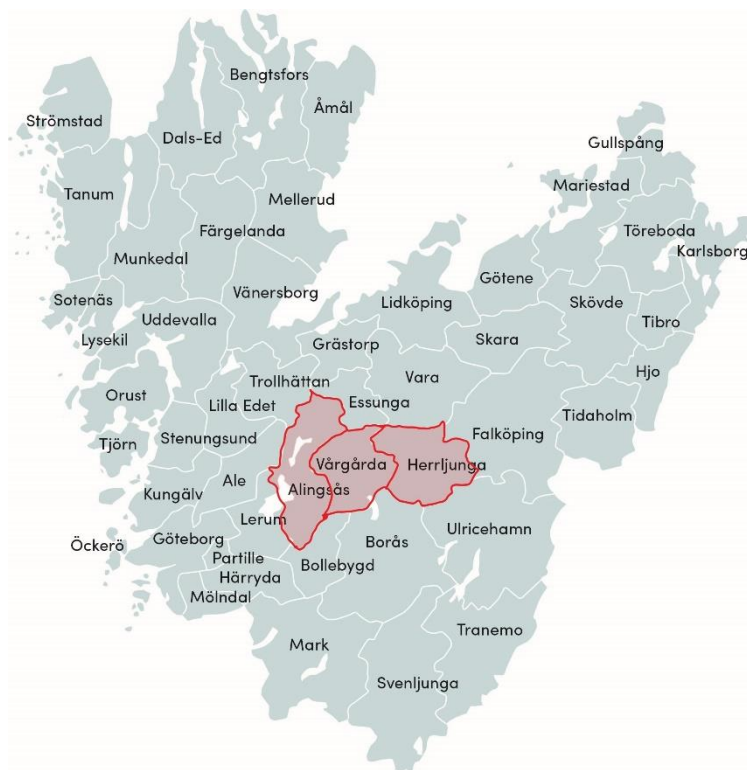 Bengtsfors
Åmål
Strömstad
Dals-Ed
Gullspång
Mariestad
Tanum
Mellerud
Färgelanda
Töreboda
Karlsborg
Munkedal
Götene
Vänersborg
Sotenäs
Lidköping
Skövde
Uddevalla
Tibro
Lysekil
Grästorp
Skara
Hjo
Trollhättan
Vara
Orust
Lilla Edet
Essunga
Tidaholm
Falköping
Tjörn
Stenungsund
Vårgårda
Herrljunga
Ale
Alingsås
Kungälv
Lerum
Ulricehamn
Öckerö
Göteborg
Borås
Partille
Bollebygd
Härryda
Mölndal
Tranemo
Mark
Svenljunga